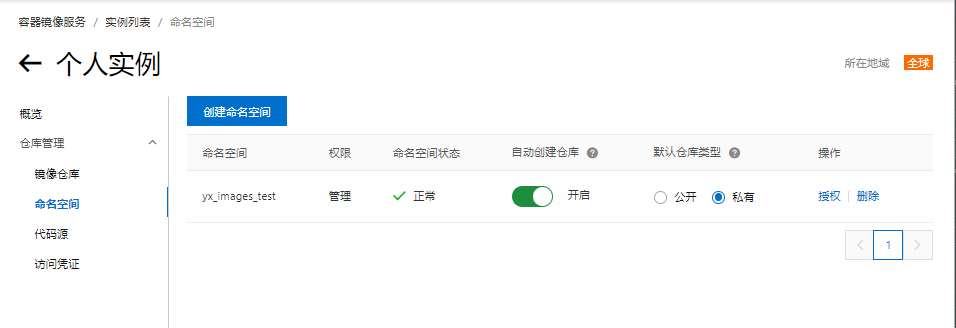 容器镜像服务 / 实例列表 / 命名空间
个人实例
所在地域 全球
概览
仓库管理
镜像仓库
命名空间
代码源
访问凭证
创建命名空间
命名空间 权限 命名空间状态 自动创建仓库 默认仓库类型 操作
yx_images_test 管理 正常 开启 公开 私有 授权 删除
1